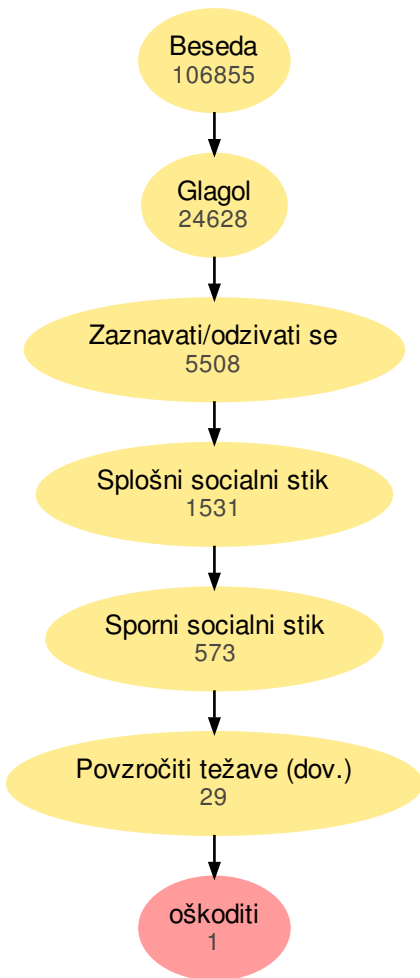 Beseda
106855
Glagol
24628
Zaznavati/odzivati se
5508
Splošni socialni stik
1531
Sporni socialni stik
573
Povzročiti težave (dov.)
29
oškoditi
1